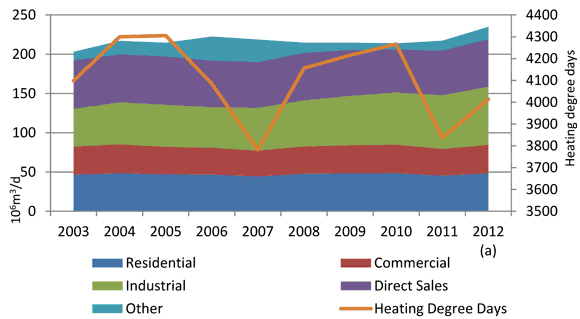 250 4400
4300
200 4200
4100
150 4000
100 3900
3800
50 3700
3600
0 3500
10⁶m³/d
Heating degree days
2003 2004 2005 2006 2007 2008 2009 2010 2011 2012
(a)
Residential Commercial
Industrial Direct Sales
Other Heating Degree Days